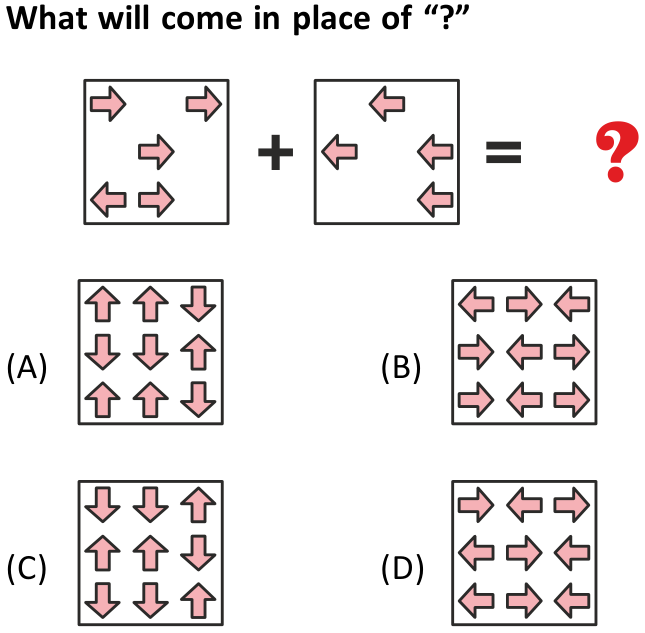 What will come in place of “?”
+ = ?
(A)
(B)
(C)
(D)